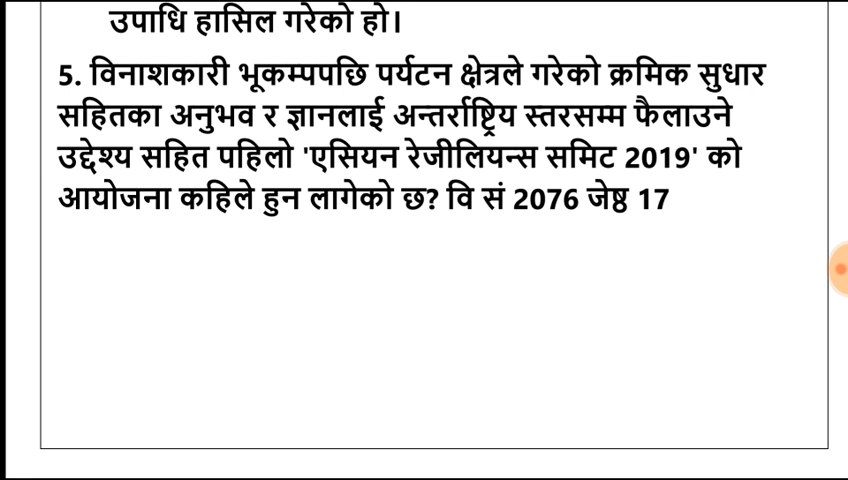 उपाधि हासिल गरेको हो।
5. विनाशकारी भूकम्पपछि पर्यटन क्षेत्रले गरेको क्रमिक सुधार
सहितका अनुभव र ज्ञानलाई अन्तर्राष्ट्रिय स्तरसम्म फैलाउने
उद्देश्य सहित पहिलो 'एसियन रेजीलियन्स समिट 2019' को
आयोजना कहिले हुन लागेको छ? वि सं 2076 जेष्ठ 17